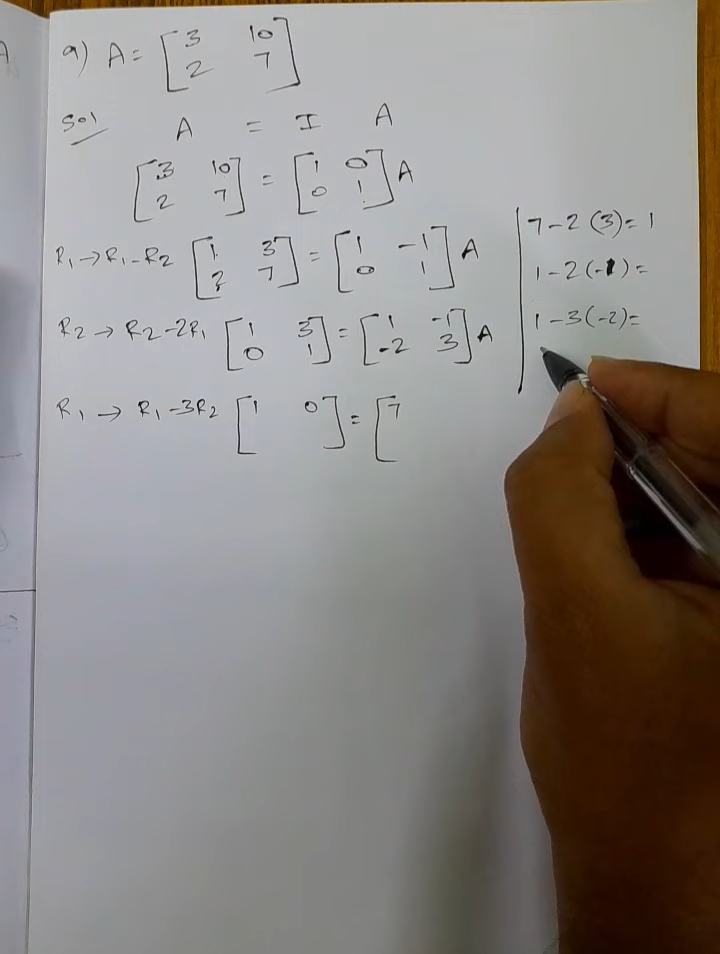 9) A = [3 10
2 7]
Sol A = I A
[3 10
2 7] = [1 0
0 1] A
R1 → R1 - R2 [1 3
2 7] = [1 -1
0 1] A
R2 → R2 - 2R1 [1 3
0 1] = [1 -1
-2 3] A
R1 → R1 - 3R2 [1 0
] = [7
7 - 2 (3) = 1
1 - 2 (-1) =
1 - 3 (-2) =